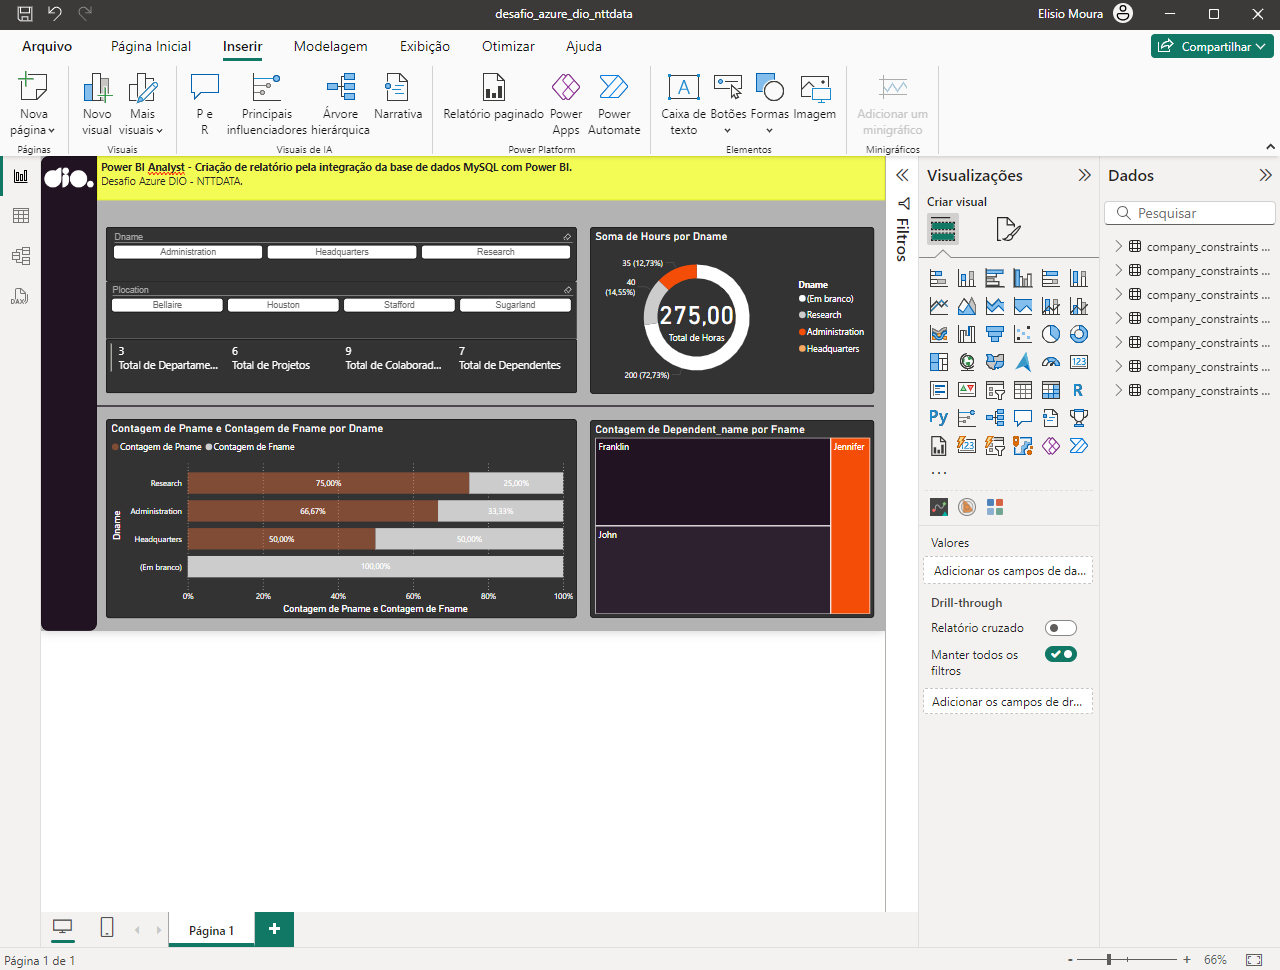 desafio_azure_dio_nttdata
Elisio Moura
Arquivo
Página Inicial
Inserir
Modelagem
Exibição
Otimizar
Ajuda
Compartilhar
Nova página
Novo visual
Mais visuais
P e R
Principais influenciadores
Árvore hierárquica
Narrativa
Relatório paginado
Power Apps
Power Automate
Caixa de texto
Botões
Formas
Imagem
Adicionar um minigráfico
Páginas
Visuais
Visuais de IA
Power Platform
Elementos
Minigráficos
dio.
Power BI Analyst - Criação de relatório pela integração da base de dados MySQL com Power BI.
Desafio Azure DIO - NTTDATA.
Dname
Administration
Headquarters
Research
Plocation
Bellaire
Houston
Stafford
Sugarland
3
Total de Departame...
6
Total de Projetos
9
Total de Colaborad...
7
Total de Dependentes
Soma de Hours por Dname
35 (12,73%)
40 (14,55%)
275,00
Total de Horas
200 (72,73%)
Dname
(Em branco)
Research
Administration
Headquarters
Contagem de Pname e Contagem de Fname por Dname
Contagem de Pname
Contagem de Fname
Dname
Research
75,00%
25,00%
Administration
66,67%
33,33%
Headquarters
50,00%
50,00%
(Em branco)
100,00%
0%
20%
40%
60%
80%
100%
Contagem de Pname e Contagem de Fname
Contagem de Dependent_name por Fname
Franklin
John
Jennifer
Filtros
Visualizações
Criar visual
123
R
Py
123
...
Valores
Adicionar os campos de da...
Drill-through
Relatório cruzado
Manter todos os filtros
Adicionar os campos de dr...
Dados
Pesquisar
company_constraints ...
company_constraints ...
company_constraints ...
company_constraints ...
company_constraints ...
company_constraints ...
company_constraints ...
DAX
A
Página 1
+
Página 1 de 1
-
+
66%